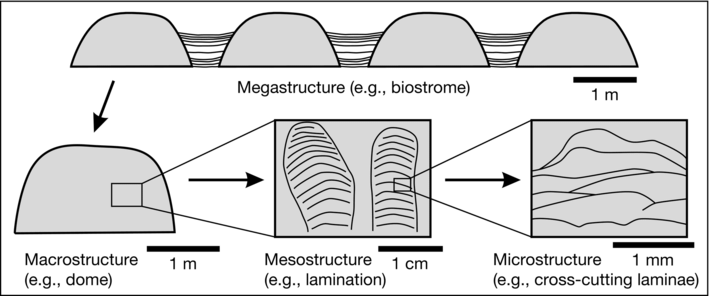 Megastructure (e.g., biostrome)
1 m
Macrostructure
(e.g., dome)
1 m
Mesostructure
(e.g., lamination)
1 cm
Microstructure
(e.g., cross-cutting laminae)
1 mm